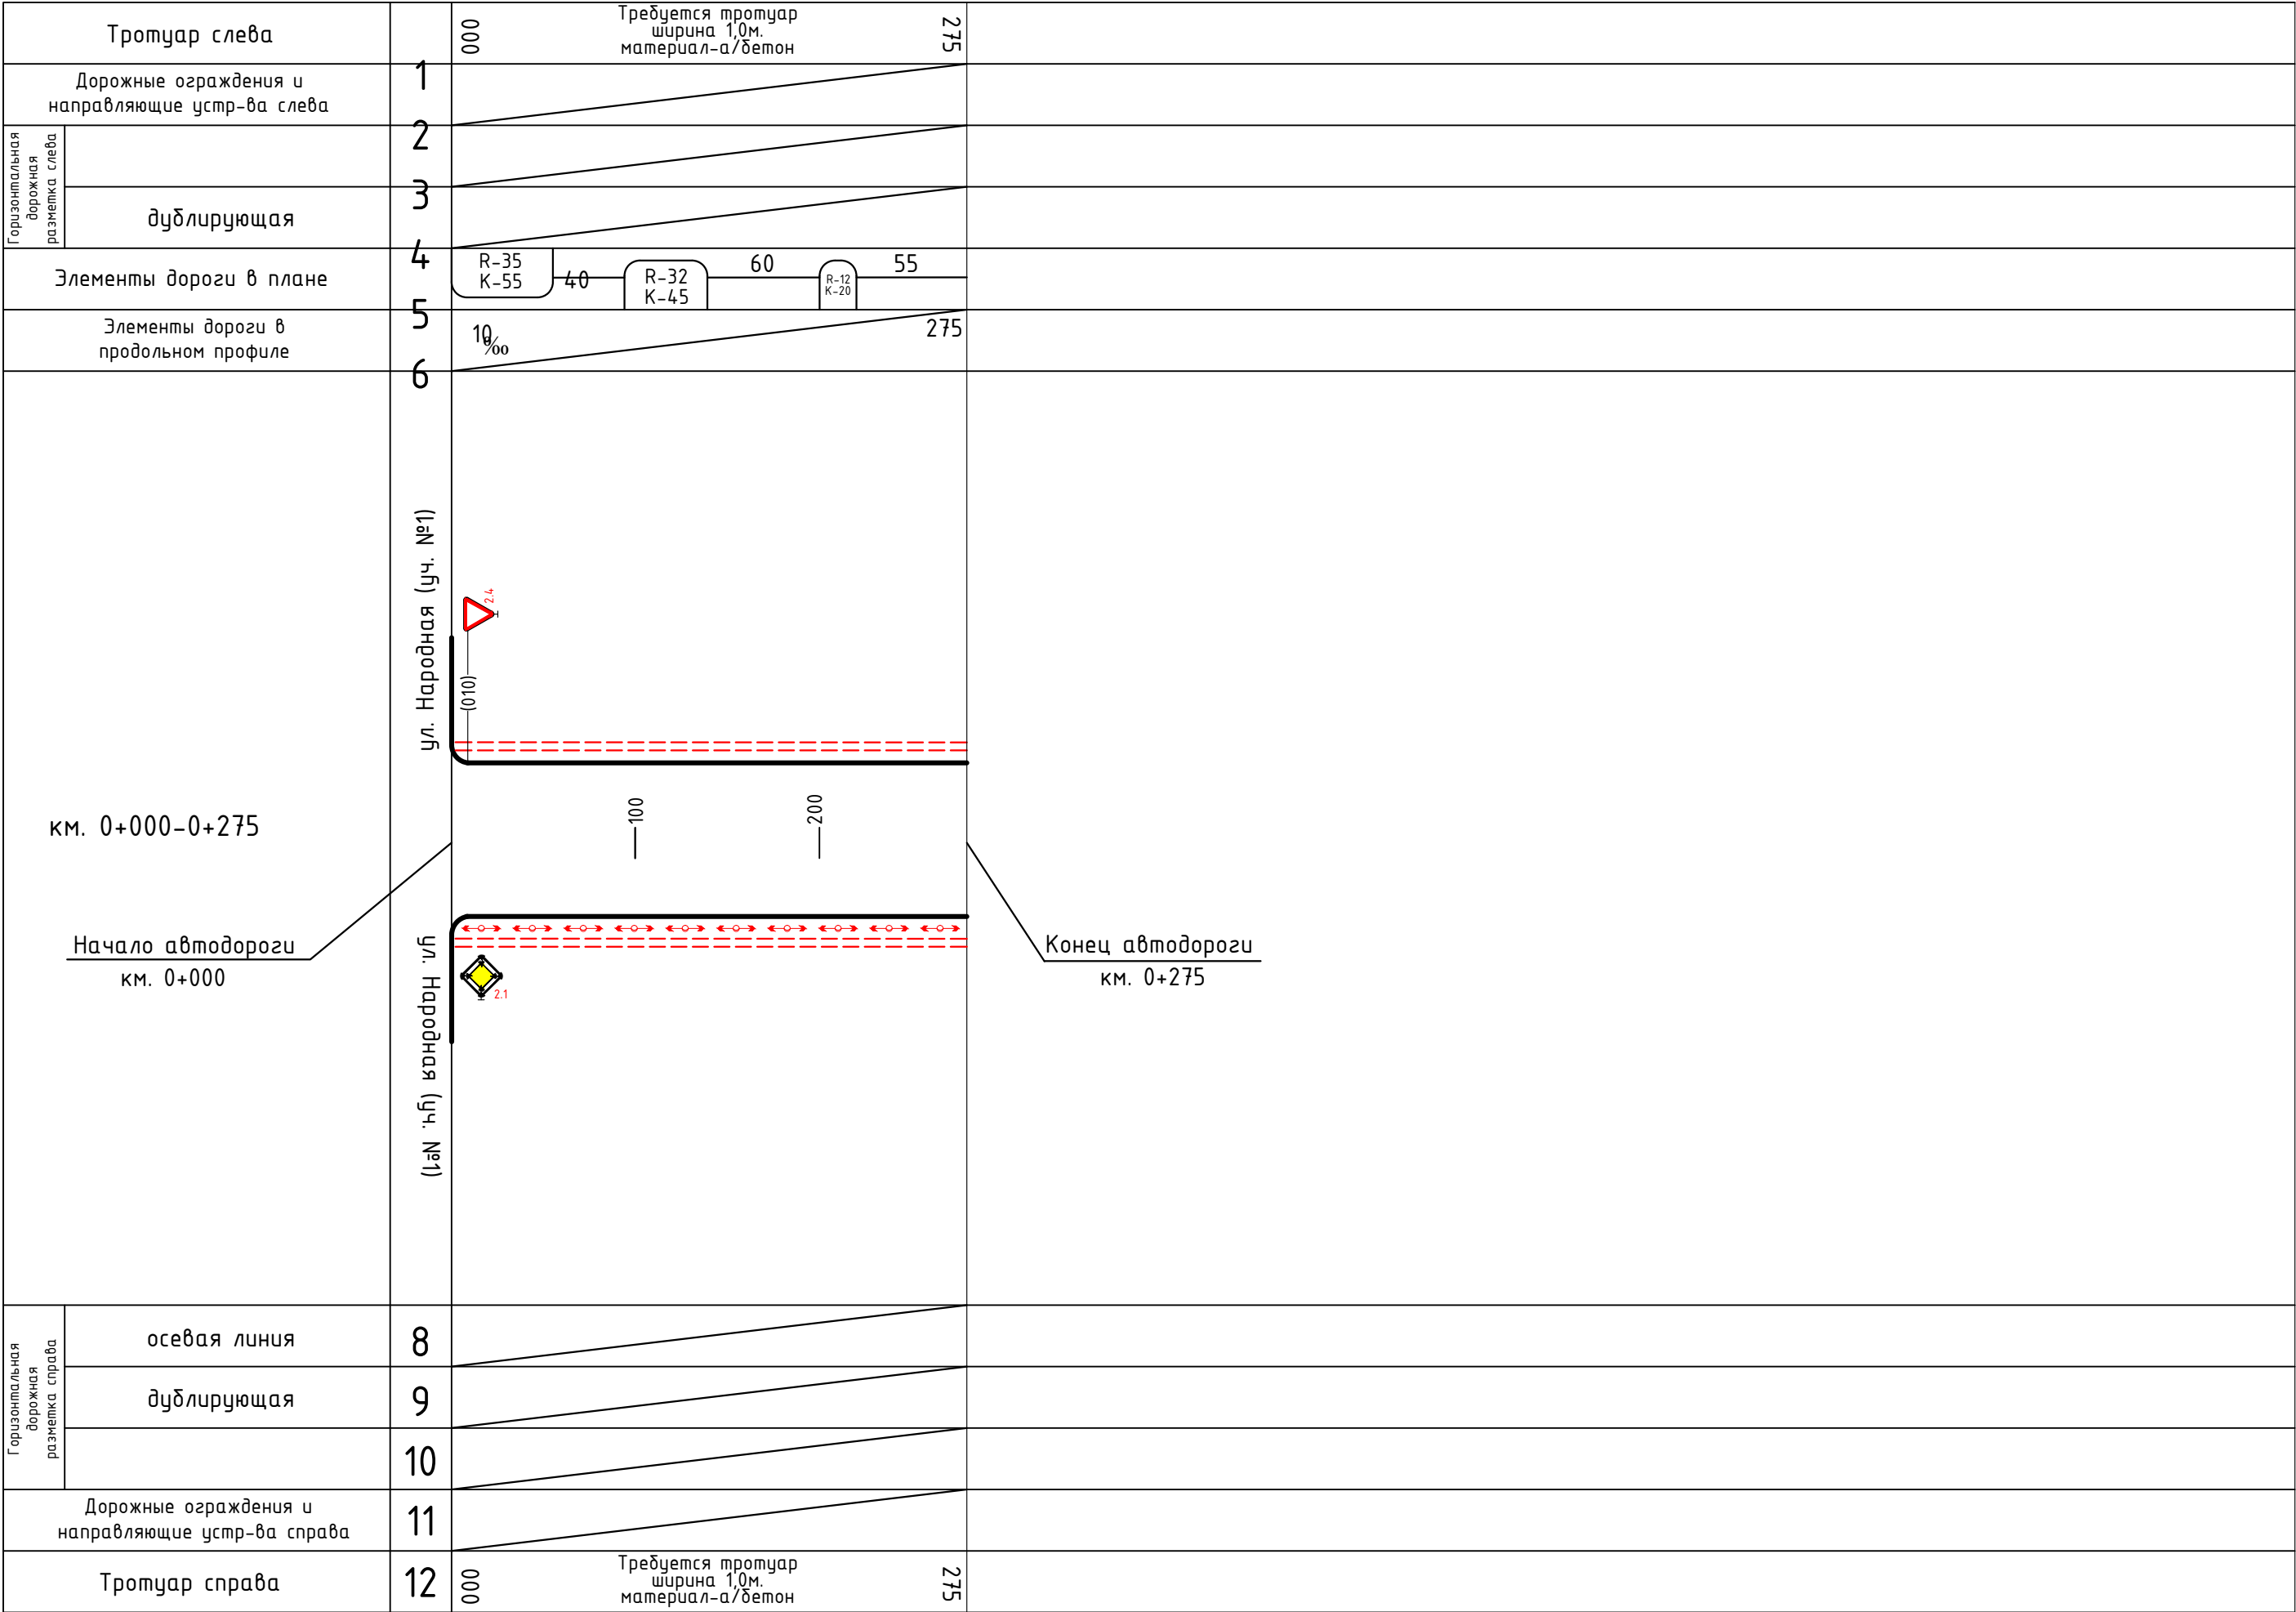 Тротуар слева
000
Требуется тротуар
ширина 1,0м.
материал-а/бетон
275
Дорожные ограждения и
направляющие устр-ва слева
1
Горизонтальная
дорожная
разметка слева
2
дублирующая
3
Элементы дороги в плане
4
R-35
K-55
40
R-32
K-45
60
R-12
K-20
55
Элементы дороги в
продольном профиле
5
10
‰
275
6
ул. Народная (уч. №1)
2.4
(010)
км. 0+000-0+275
100
200
Начало автодороги
км. 0+000
Конец автодороги
км. 0+275
2.1
ул. Народная (уч. №1)
Горизонтальная
дорожная
разметка справа
осевая линия
8
дублирующая
9
10
Дорожные ограждения и
направляющие устр-ва справа
11
Тротуар справа
12
000
Требуется тротуар
ширина 1,0м.
материал-а/бетон
275